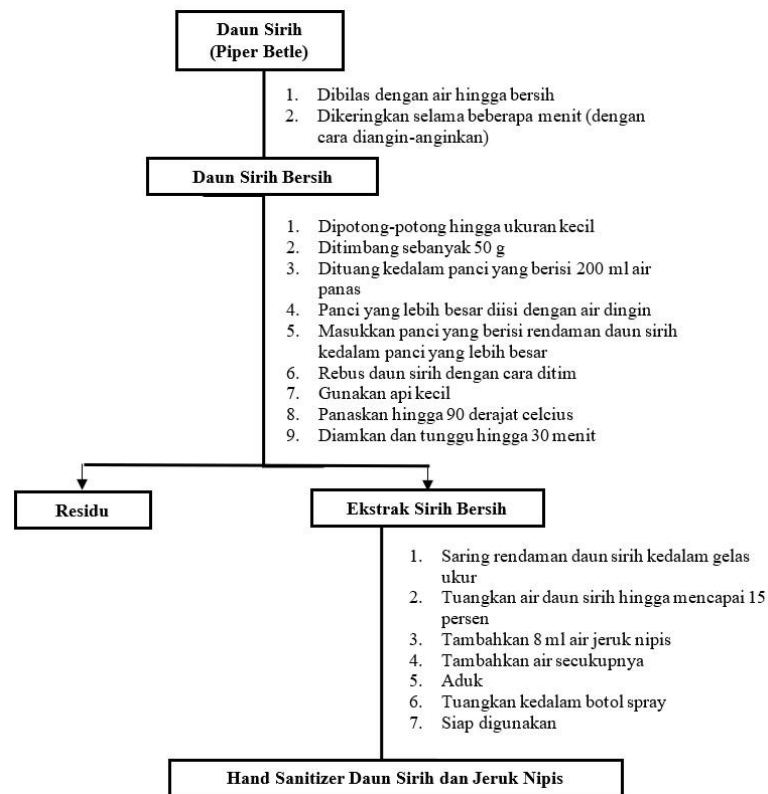 Daun Sirih
(Piper Betle)
1. Dibilas dengan air hingga bersih
2. Dikeringkan selama beberapa menit (dengan
cara diangin-anginkan)
Daun Sirih Bersih
1. Dipotong-potong hingga ukuran kecil
2. Ditimbang sebanyak 50 g
3. Dituang kedalam panci yang berisi 200 ml air
panas
4. Panci yang lebih besar diisi dengan air dingin
5. Masukkan panci yang berisi rendaman daun sirih
kedalam panci yang lebih besar
6. Rebus daun sirih dengan cara ditim
7. Gunakan api kecil
8. Panaskan hingga 90 derajat celcius
9. Diamkan dan tunggu hingga 30 menit
Residu
Ekstrak Sirih Bersih
1. Saring rendaman daun sirih kedalam gelas
ukur
2. Tuangkan air daun sirih hingga mencapai 15
persen
3. Tambahkan 8 ml air jeruk nipis
4. Tambahkan air secukupnya
5. Aduk
6. Tuangkan kedalam botol spray
7. Siap digunakan
Hand Sanitizer Daun Sirih dan Jeruk Nipis